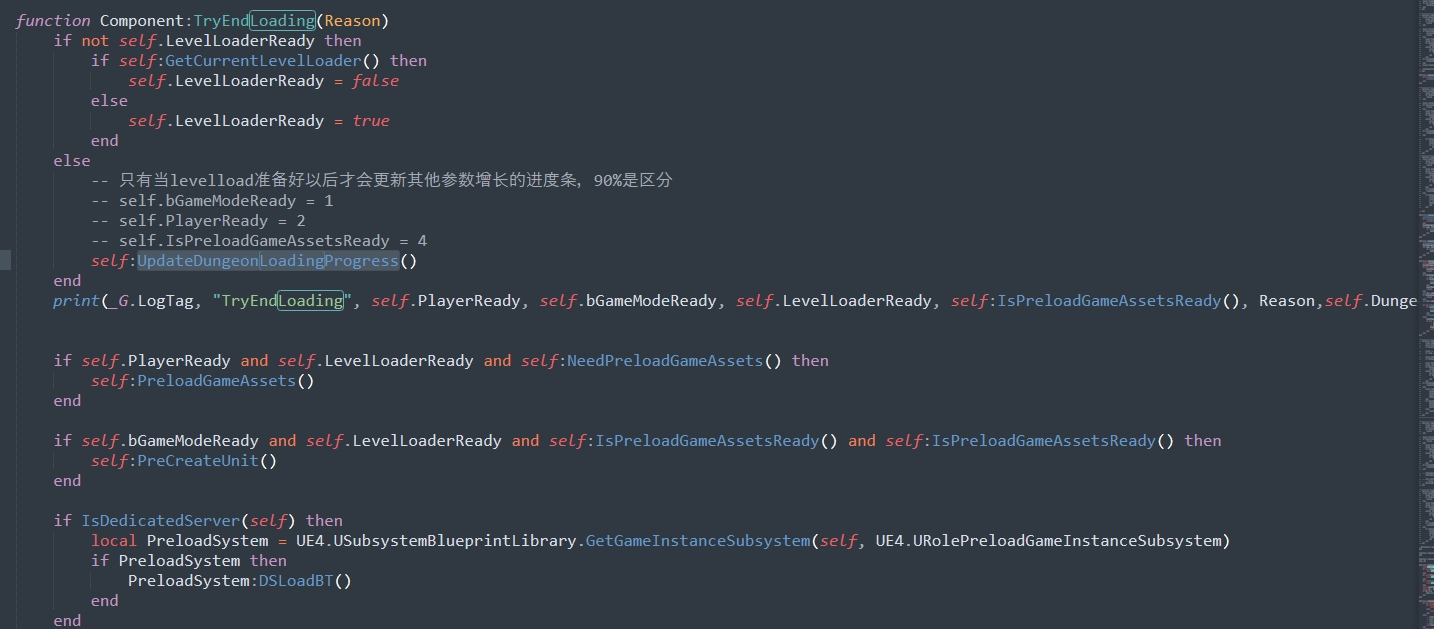 function Component:TryEndLoading(Reason)
if not self.LevelLoaderReady then
if self:GetCurrentLevelLoader() then
self.LevelLoaderReady = false
else
self.LevelLoaderReady = true
end
else
-- 只有当levelload准备好以后才会更新其他参数增长的进度条, 90%是区分
-- self.bGameModeReady = 1
-- self.PlayerReady = 2
-- self.IsPreloadGameAssetsReady = 4
self:UpdateDungeonLoadingProgress()
end
print(_G.LogTag, "TryEndLoading", self.PlayerReady, self.bGameModeReady, self.LevelLoaderReady, self:IsPreloadGameAssetsReady(), Reason,self.Dunge
if self.PlayerReady and self.LevelLoaderReady and self:NeedPreloadGameAssets() then
self:PreloadGameAssets()
end
if self.bGameModeReady and self.LevelLoaderReady and self:IsPreloadGameAssetsReady() and self:IsPreloadGameAssetsReady() then
self:PreCreateUnit()
end
if IsDedicatedServer(self) then
local PreloadSystem = UE4.USubsystemBlueprintLibrary.GetGameInstanceSubsystem(self, UE4.URolePreloadGameInstanceSubsystem)
if PreloadSystem then
PreloadSystem:DSLoadBT()
end
end